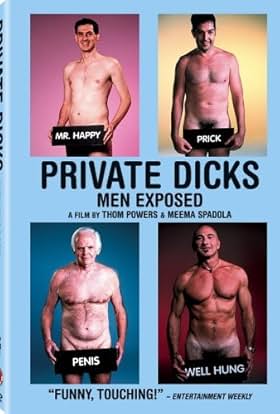 MR. HAPPY
PRICK
PRIVATE DICKS
MEN EXPOSED
A FILM BY THOM POWERS & MEEMA SPADOLA
PENIS
WELL HUNG
"FUNNY, TOUCHING!" – ENTERTAINMENT WEEKLY